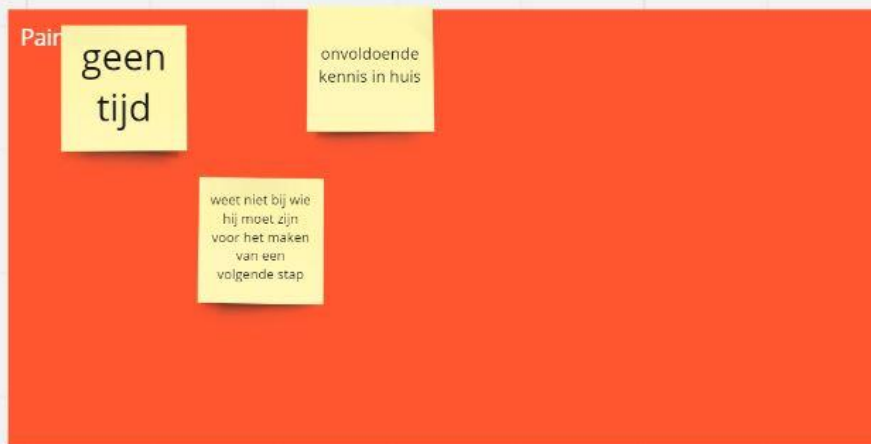 Pain
geen
tijd
onvoldoende
kennis in huis
weet niet bij wie
hij moet zijn
voor het maken
van een
volgende stap